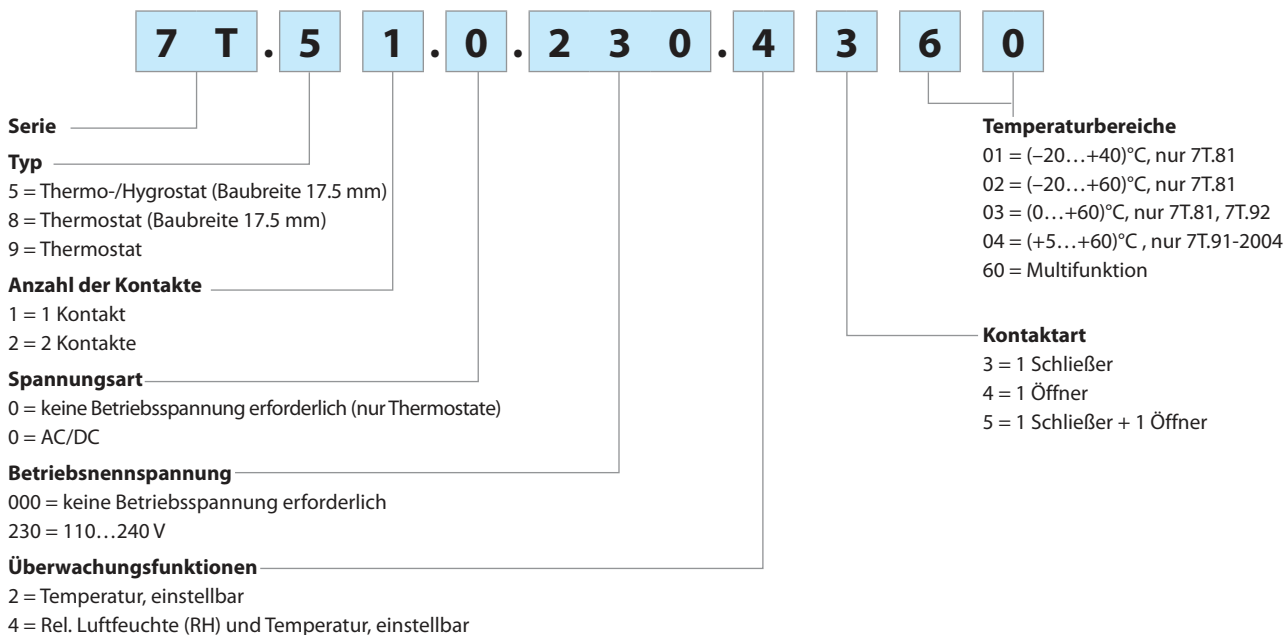 7 T . 5 1 . 0 . 2 3 0 . 4 3 6 0
Serie
Typ
5 = Thermo-/Hygrostat (Baubreite 17.5 mm)
8 = Thermostat (Baubreite 17.5 mm)
9 = Thermostat
Anzahl der Kontakte
1 = 1 Kontakt
2 = 2 Kontakte
Spannungsart
0 = keine Betriebsspannung erforderlich (nur Thermostate)
0 = AC/DC
Betriebsnennspannung
000 = keine Betriebsspannung erforderlich
230 = 110…240 V
Überwachungsfunktionen
2 = Temperatur, einstellbar
4 = Rel. Luftfeuchte (RH) und Temperatur, einstellbar
Temperaturbereiche
01 = (–20…+40)°C, nur 7T.81
02 = (–20…+60)°C, nur 7T.81
03 = (0…+60)°C, nur 7T.81, 7T.92
04 = (+5…+60)°C , nur 7T.91-2004
60 = Multifunktion
Kontaktart
3 = 1 Schließer
4 = 1 Öffner
5 = 1 Schließer + 1 Öffner